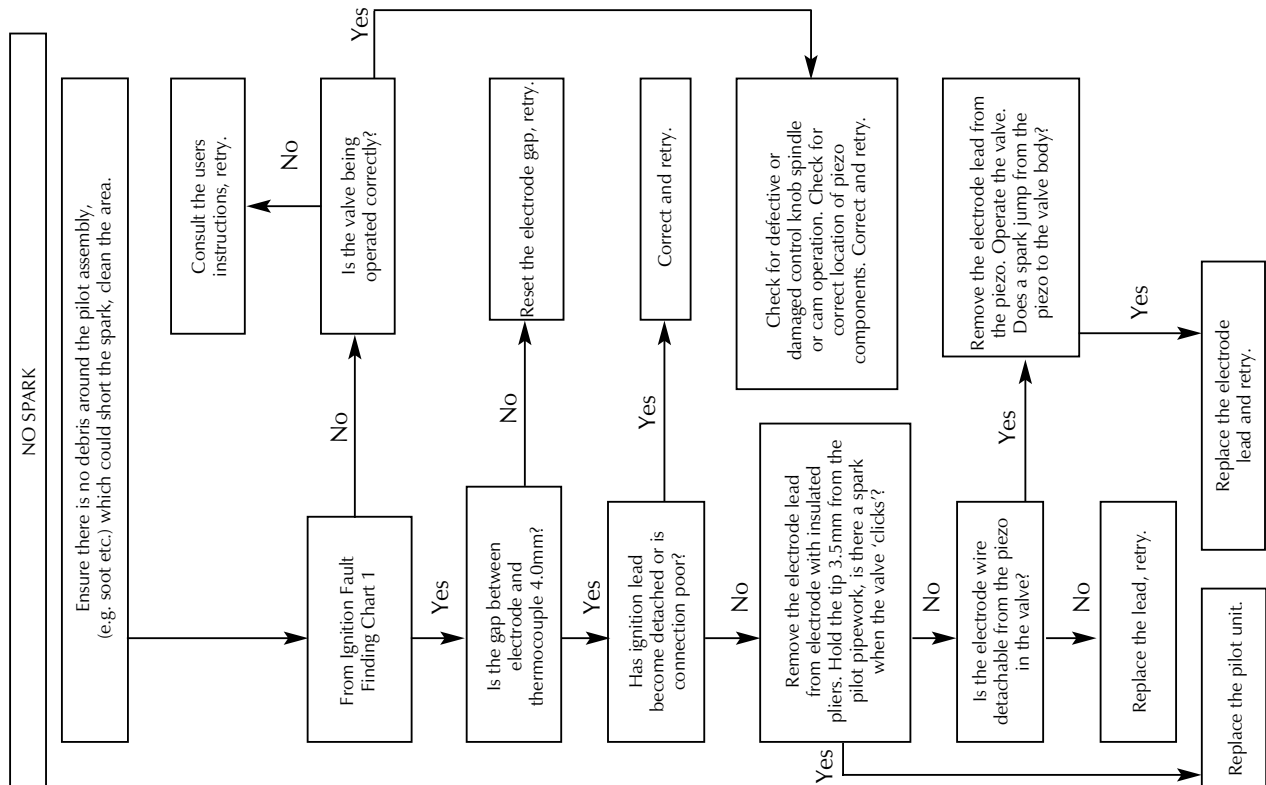 NO SPARK
Ensure there is no debris around the pilot assembly,
(e.g. soot etc.) which could short the spark, clean the area.
From Ignition Fault
Finding Chart 1
No
Is the valve being
operated correctly?
No
Consult the users
instructions, retry.
Yes
Yes
Is the gap between
electrode and
thermocouple 4.0mm?
No
Reset the electrode gap, retry.
Yes
Has ignition lead
become detached or is
connection poor?
Yes
Correct and retry.
No
Remove the electrode lead
from electrode with insulated
pliers. Hold the tip 3.5mm from the
pilot pipework, is there a spark
when the valve 'clicks'?
Check for defective or
damaged control knob spindle
or cam operation. Check for
correct location of piezo
components. Correct and retry.
Yes
No
Is the electrode wire
detachable from the piezo
in the valve?
Yes
Remove the electrode lead from
the piezo. Operate the valve.
Does a spark jump from the
piezo to the valve body?
No
Replace the lead, retry.
Yes
Replace the pilot unit.
Replace the electrode
lead and retry.